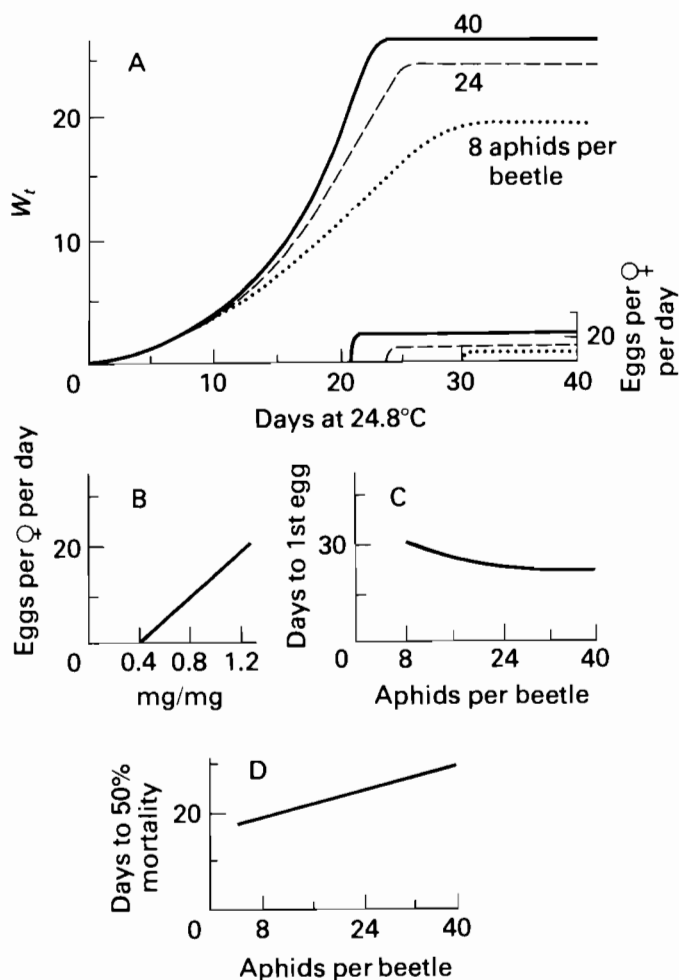 A
40
24
8 aphids per
beetle
20
10
W_t
0
10
20
30
40
Days at 24.8°C
20
Eggs per ♀
per day
B
Eggs per ♀ per day
20
0
0.4 0.8 1.2
mg/mg
C
Days to 1st egg
30
0
8
24
40
Aphids per beetle
D
Days to 50%
mortality
20
0
8
24
40
Aphids per beetle